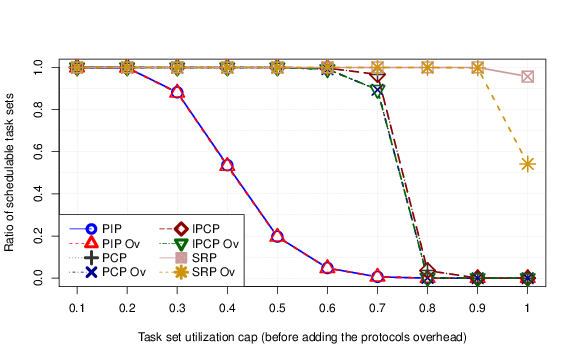 Ratio of schedulable task sets
1.0
0.8
0.6
0.4
0.2
0.0
PIP
PIP Ov
PCP
PCP Ov
IPCP
IPCP Ov
SRP
SRP Ov
0.1 0.2 0.3 0.4 0.5 0.6 0.7 0.8 0.9 1
Task set utilization cap (before adding the protocols overhead)